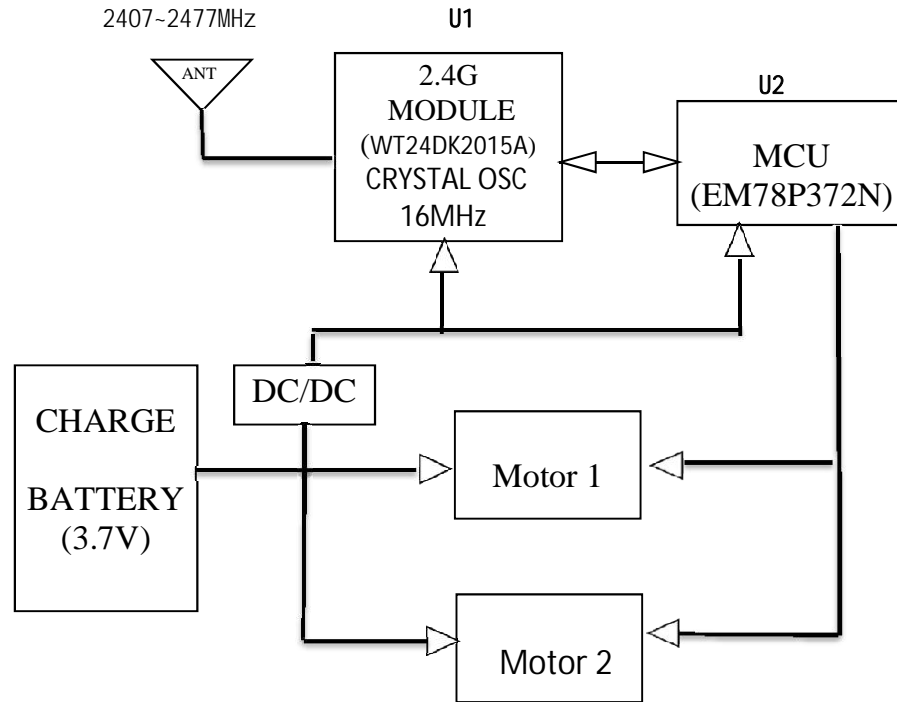 2407~2477MHz
U1
ANT
2.4G
MODULE
(WT24DK2015A)
CRYSTAL OSC
16MHz
U2
MCU
(EM78P372N)
DC/DC
CHARGE
BATTERY
(3.7V)
Motor 1
Motor 2